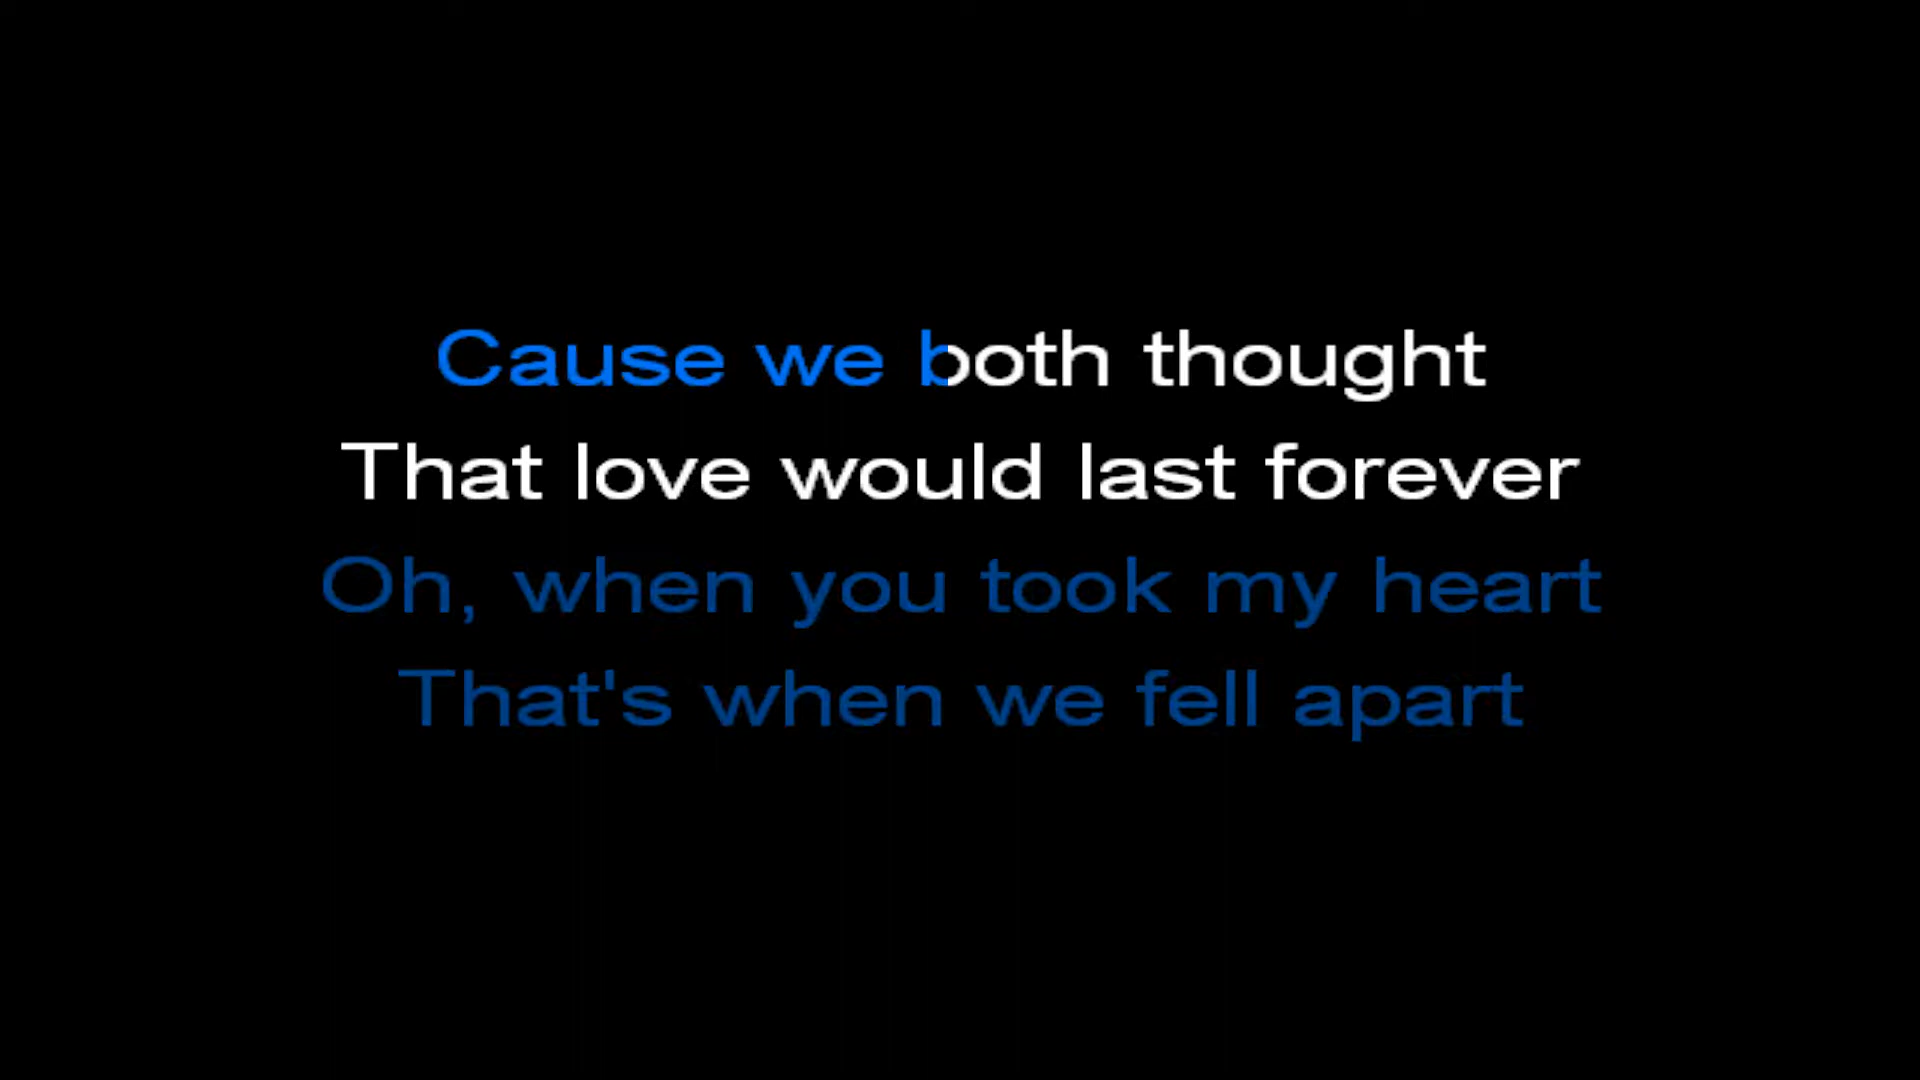 Cause we both thought
That love would last forever
Oh, when you took my heart
That's when we fell apart